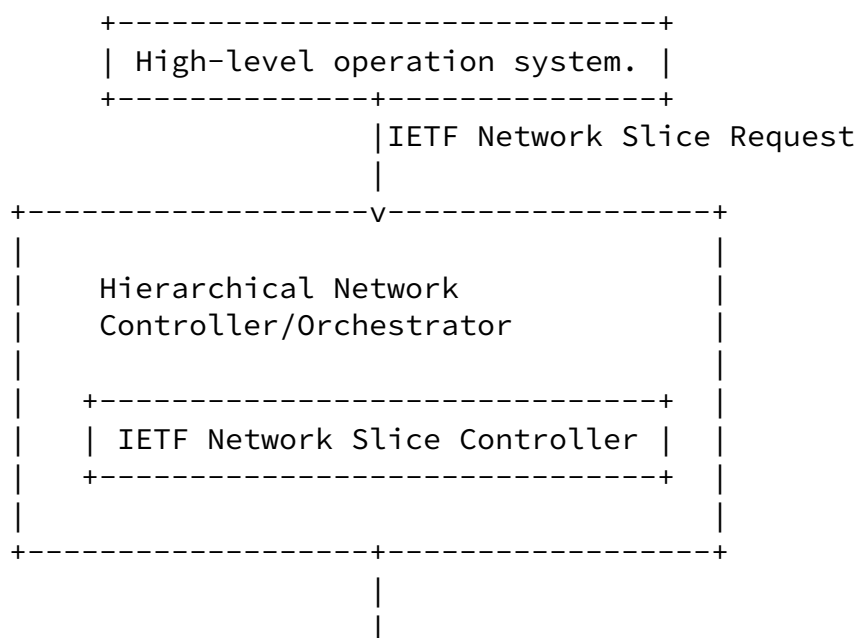 High-level operation system.
IETF Network Slice Request
Hierarchical Network
Controller/Orchestrator
IETF Network Slice Controller